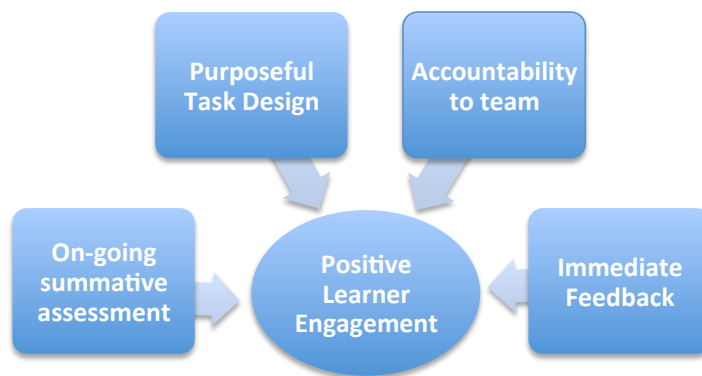 Purposeful
Task Design
Accountability
to team
On-going
summative
assessment
Positive
Learner
Engagement
Immediate
Feedback